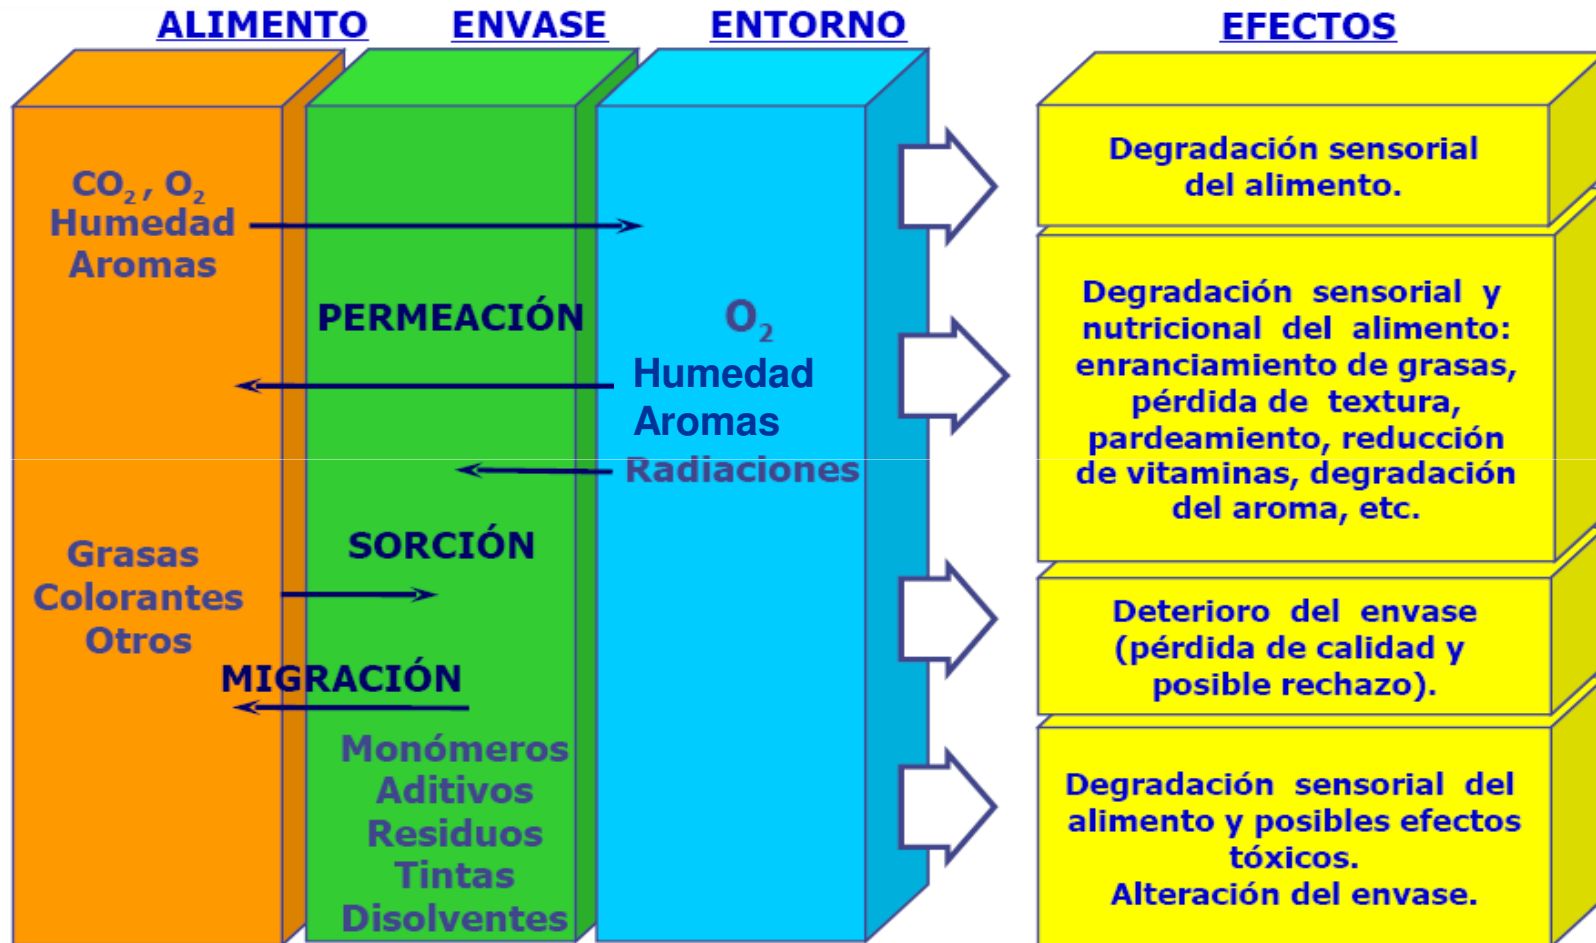 ALIMENTO
ENVASE
ENTORNO
EFECTOS
CO₂, O₂
Humedad
Aromas
PERMEACIÓN
O₂
Humedad
Aromas
Radiaciones
SORCIÓN
Grasas
Colorantes
Otros
MIGRACIÓN
Monómeros
Aditivos
Residuos
Tintas
Disolventes
Degradación sensorial
del alimento.
Degradación sensorial y
nutricional del alimento:
enranciamiento de grasas,
pérdida de textura,
pardeamiento, reducción
de vitaminas, degradación
del aroma, etc.
Deterioro del envase
(pérdida de calidad y
posible rechazo).
Degradación sensorial del
alimento y posibles efectos
tóxicos.
Alteración del envase.